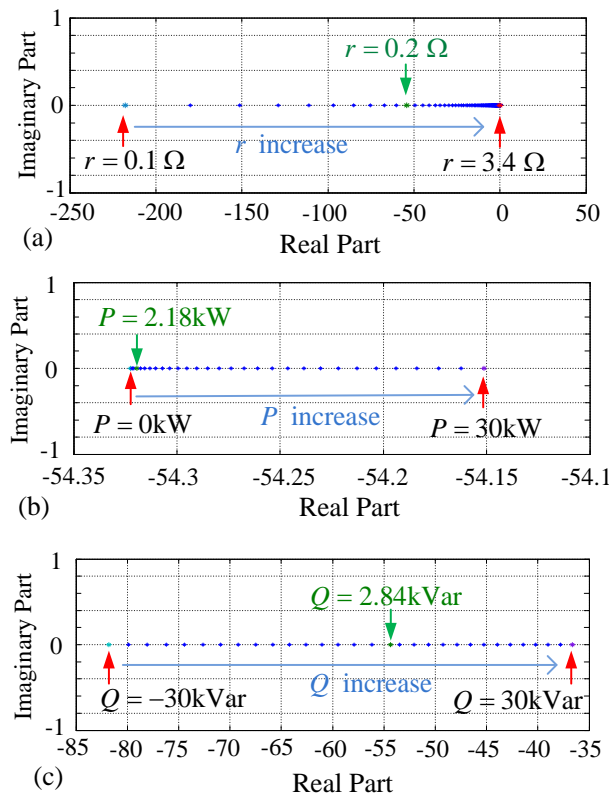 1
r = 0.2 Ω
Imaginary Part
0
r increase
r = 0.1 Ω
r = 3.4 Ω
-1
-250 -200 -150 -100 -50 0 50
(a)
Real Part
1
P = 2.18kW
Imaginary Part
0
P = 0kW
P increase
P = 30kW
-1
-54.35 -54.3 -54.25 -54.2 -54.15 -54.1
(b)
Real Part
1
Q = 2.84kVar
Imaginary Part
0
Q increase
Q = −30kVar
Q = 30kVar
-1
-85 -80 -75 -70 -65 -60 -55 -50 -45 -40 -35
(c)
Real Part